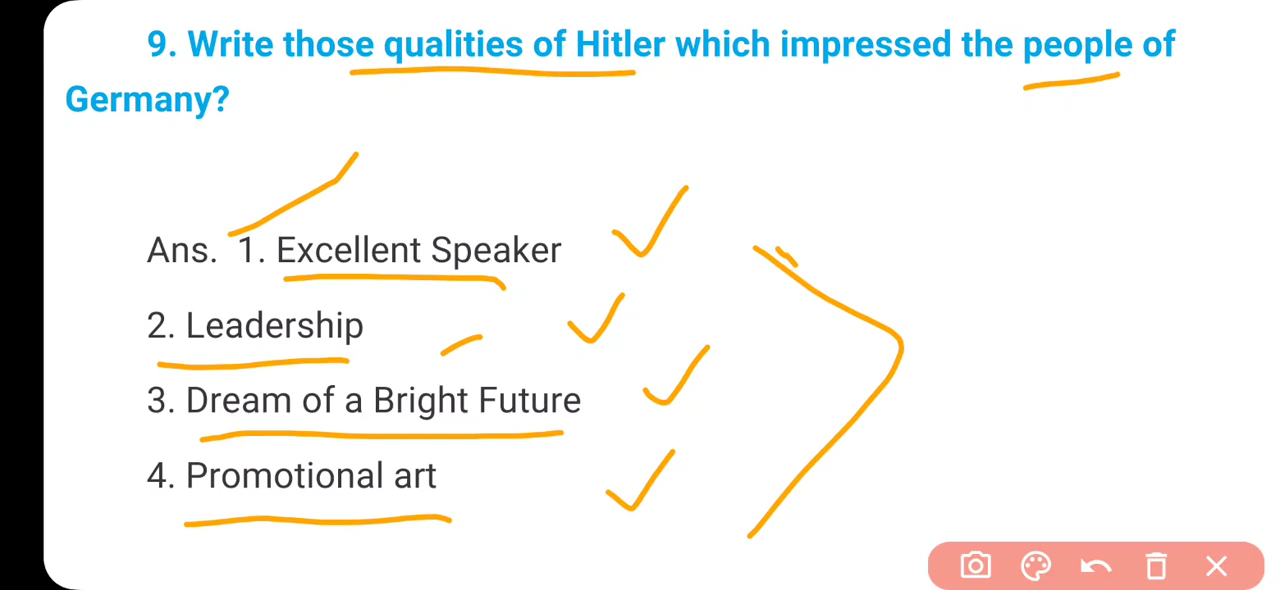 9. Write those qualities of Hitler which impressed the people of
Germany?
Ans. 1. Excellent Speaker
2. Leadership
3. Dream of a Bright Future
4. Promotional art